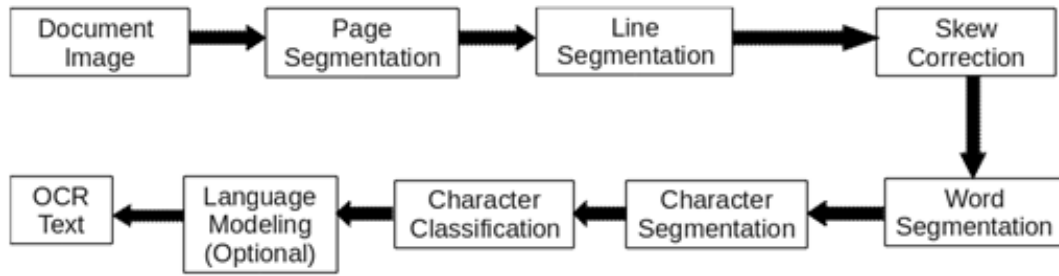 Document
Image
Page
Segmentation
Line
Segmentation
Skew
Correction
Word
Segmentation
Character
Segmentation
Character
Classification
Language
Modeling
(Optional)
OCR
Text